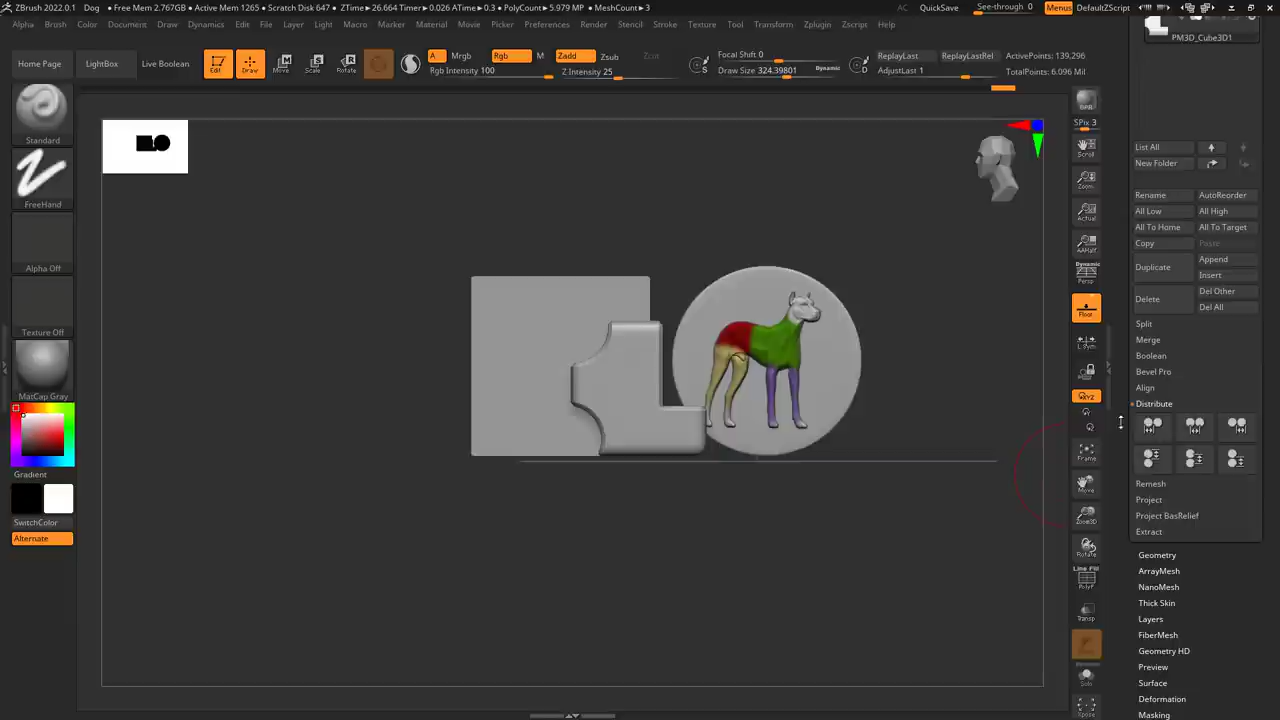 ZBrush 2022.0.1 Dog • Free Mem 2.767GB • Active Mem 1265 • Scratch Disk 647 • ZTime▸26.664 Timer▸0.026 ATime▸0.3 • PolyCount▸5.979 MP • MeshCount▸3 AC QuickSave See-through 0 Menus DefaultZScript
Alpha Brush Color Document Draw Dynamics Edit File Layer Light Macro Marker Material Movie Picker Preferences Render Stencil Stroke Texture Tool Transform Zplugin Zscript Help
PM3D_Cube3D1
Home Page LightBox Live Boolean Edit Draw Move Scale Rotate
A Mrgb Rgb M Zadd Zsub Zcut
Rgb Intensity 100 Z Intensity 25
S Focal Shift 0
Draw Size 324.39801 Dynamic D
ReplayLast ReplayLastRel ActivePoints: 139,296
AdjustLast 1 TotalPoints: 6.096 Mil
Standard
FreeHand
Alpha Off
Texture Off
MatCap Gray
Gradient
SwitchColor
Alternate
BPR
SPix 3
Scroll
Zoom
Actual
AAHalf
Dynamic
Persp
Floor
L.Sym
XYZ
Frame
Move
Zoom3D
Rotate
Line Fill
PolyF
Transp
Solo
Xpose
List All
New Folder
Rename AutoReorder
All Low All High
All To Home All To Target
Copy Paste
Duplicate Append
Insert
Delete Del Other
Del All
Split
Merge
Boolean
Bevel Pro
Align
Distribute
Remesh
Project
Project BasRelief
Extract
Geometry
ArrayMesh
NanoMesh
Thick Skin
Layers
FiberMesh
Geometry HD
Preview
Surface
Deformation
Masking